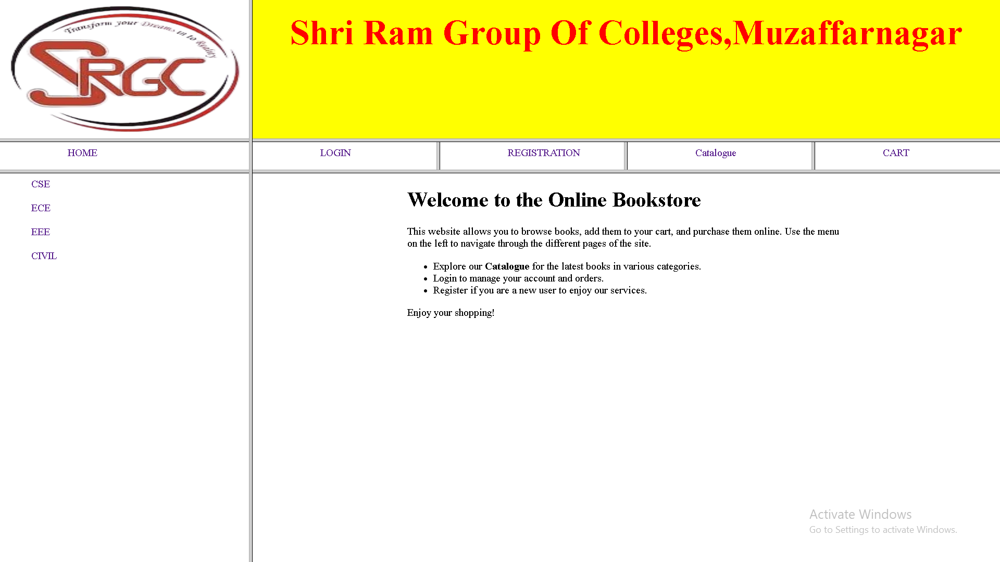 Transform your Dreams in to Reality
SRGC
Shri Ram Group Of Colleges,Muzaffarnagar
HOME
LOGIN
REGISTRATION
Catalogue
CART
CSE
ECE
EEE
CIVIL
Welcome to the Online Bookstore
This website allows you to browse books, add them to your cart, and purchase them online. Use the menu
on the left to navigate through the different pages of the site.
• Explore our Catalogue for the latest books in various categories.
• Login to manage your account and orders.
• Register if you are a new user to enjoy our services.
Enjoy your shopping!
Activate Windows
Go to Settings to activate Windows.